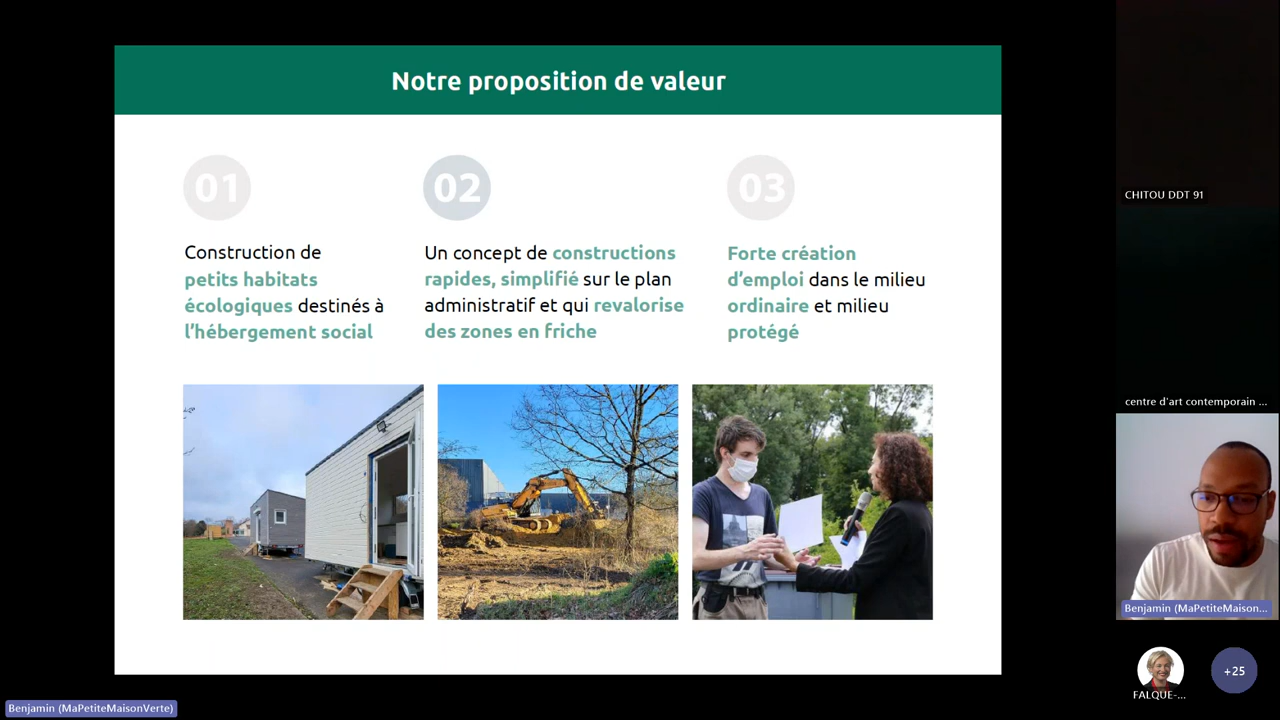 Notre proposition de valeur
01
02
03
Construction de
petits habitats
écologiques destinés à
l'hébergement social
Un concept de constructions
rapides, simplifié sur le plan
administratif et qui revalorise
des zones en friche
Forte création
d'emploi dans le milieu
ordinaire et milieu
protégé
CHITOU DDT 91
centre d'art contemporain ...
Benjamin (MaPetiteMaison...
FALQUE-...
+25
Benjamin (MaPetiteMaisonVerte)